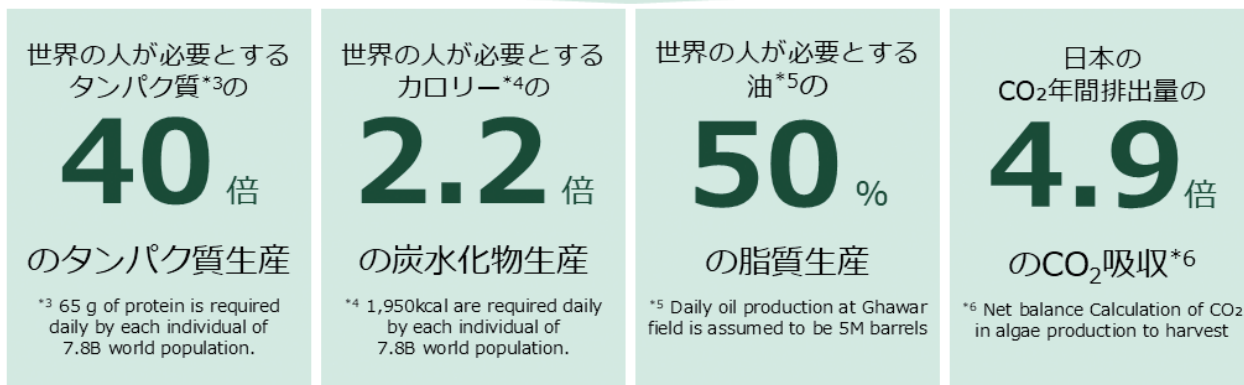 世界の人が必要とする
タンパク質*3の
40倍
のタンパク質生産
*3 65 g of protein is required
daily by each individual of
7.8B world population.
世界の人が必要とする
カロリー*4の
2.2倍
の炭水化物生産
*4 1,950kcal are required daily
by each individual of
7.8B world population.
世界の人が必要とする
油*5の
50 %
の脂質生産
*5 Daily oil production at Ghawar
field is assumed to be 5M barrels
日本の
CO₂年間排出量の
4.9倍
のCO₂吸収*6
*6 Net balance Calculation of CO₂
in algae production to harvest